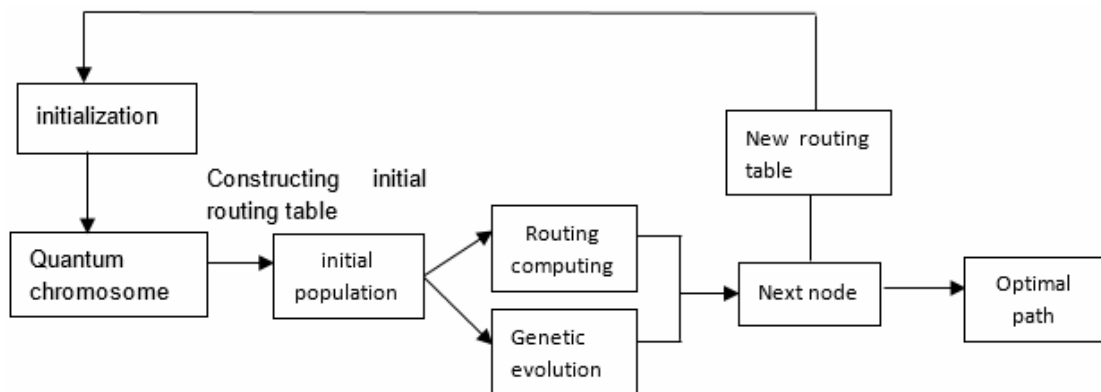 initialization
New routing
table
Constructing initial
routing table
Quantum
chromosome
initial
population
Routing
computing
Genetic
evolution
Next node
Optimal
path